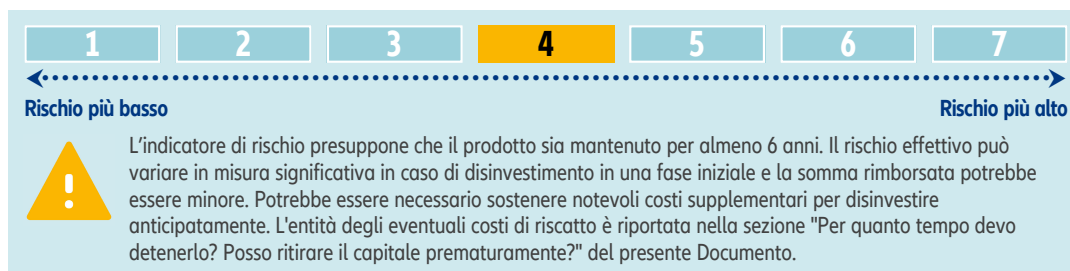 1 2 3 4 5 6 7
Rischio più basso Rischio più alto
L'indicatore di rischio presuppone che il prodotto sia mantenuto per almeno 6 anni. Il rischio effettivo può
variare in misura significativa in caso di disinvestimento in una fase iniziale e la somma rimborsata potrebbe
essere minore. Potrebbe essere necessario sostenere notevoli costi supplementari per disinvestire
anticipatamente. L'entità degli eventuali costi di riscatto è riportata nella sezione "Per quanto tempo devo
detenerlo? Posso ritirare il capitale prematuramente?" del presente Documento.